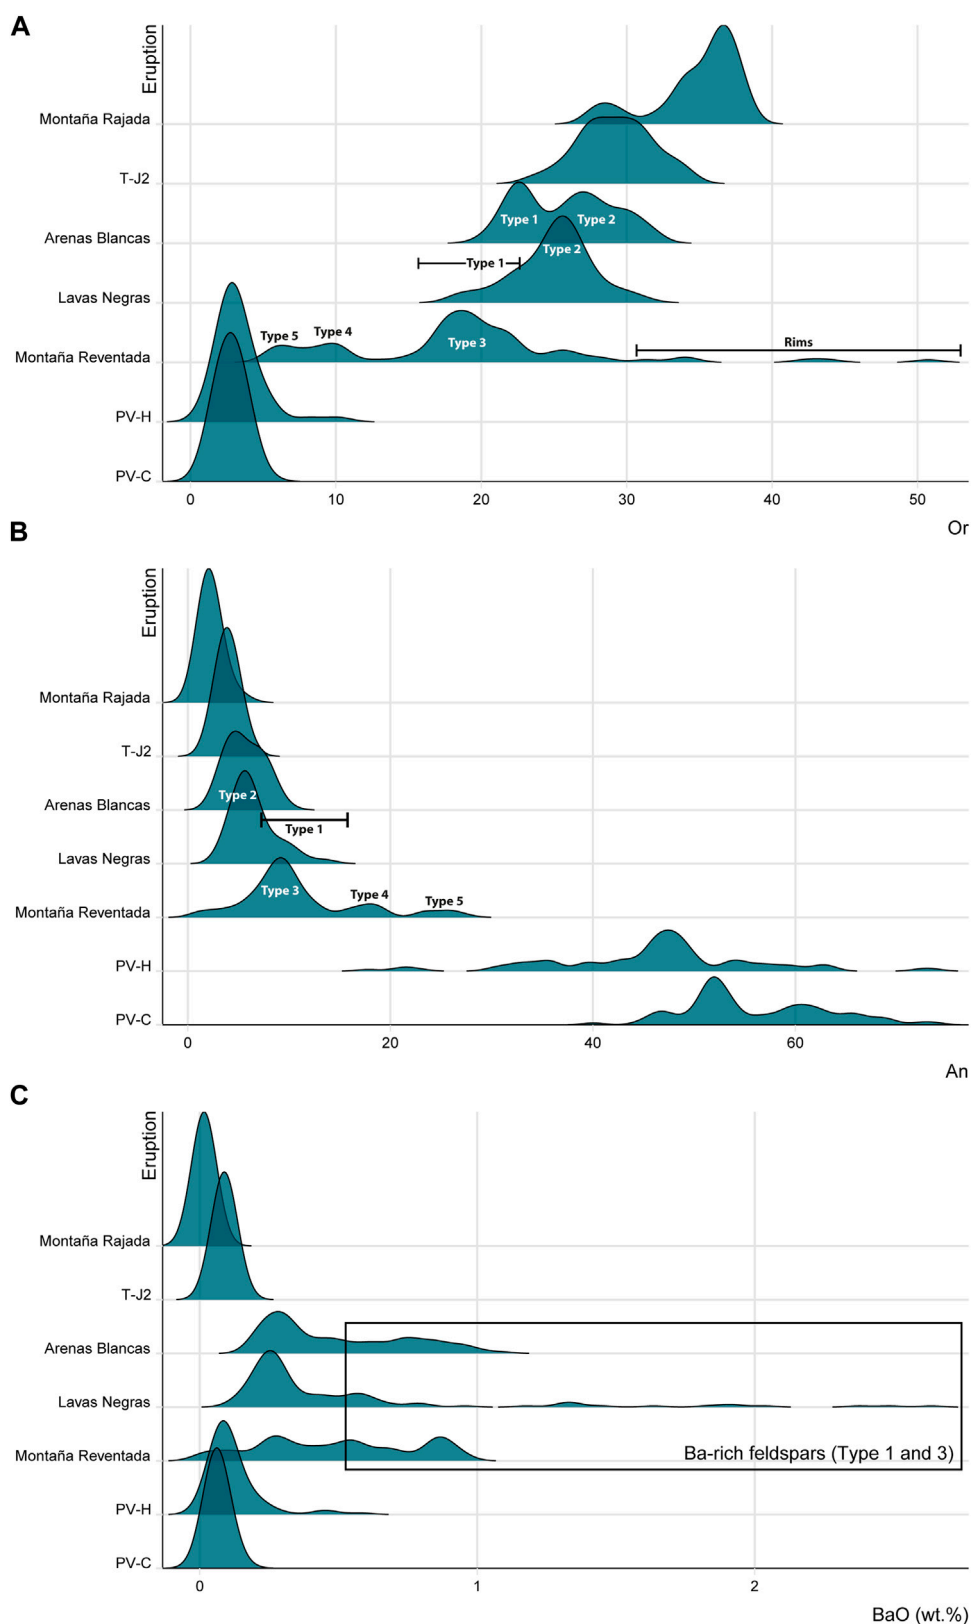 A
Eruption
Montaña Rajada
T-J2
Arenas Blancas
Type 1
Type 2
Type 2
Type 1
Lavas Negras
Type 5
Type 4
Type 3
Rims
Montaña Reventada
PV-H
PV-C
0
10
20
30
40
50
Or
B
Eruption
Montaña Rajada
T-J2
Arenas Blancas
Type 2
Type 1
Lavas Negras
Type 3
Type 4
Type 5
Montaña Reventada
PV-H
PV-C
0
20
40
60
An
C
Eruption
Montaña Rajada
T-J2
Arenas Blancas
Lavas Negras
Montaña Reventada
Ba-rich feldspars (Type 1 and 3)
PV-H
PV-C
0
1
2
BaO (wt.%)